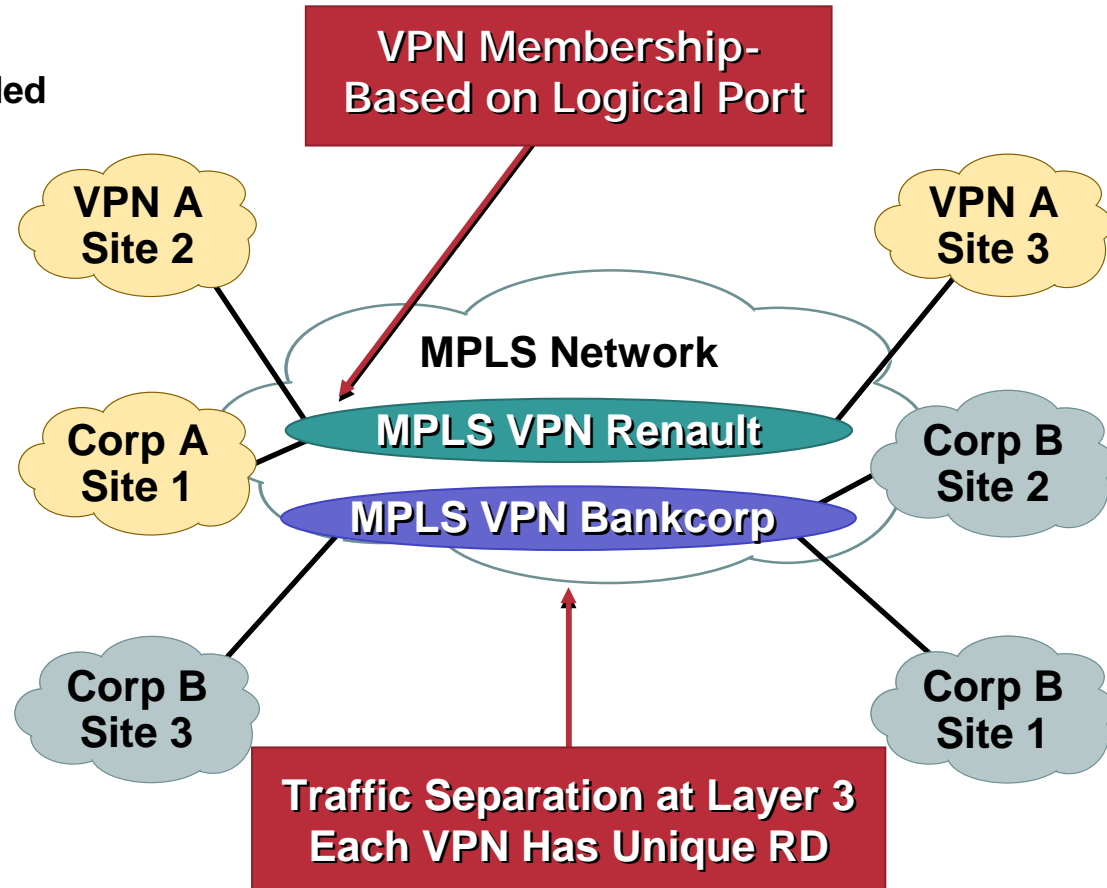 VPN Membership-
Based on Logical Port
VPN A
Site 2
VPN A
Site 3
MPLS Network
MPLS VPN Renault
Corp A
Site 1
Corp B
Site 2
MPLS VPN Bankcorp
Corp B
Site 3
Corp B
Site 1
Traffic Separation at Layer 3
Each VPN Has Unique RD